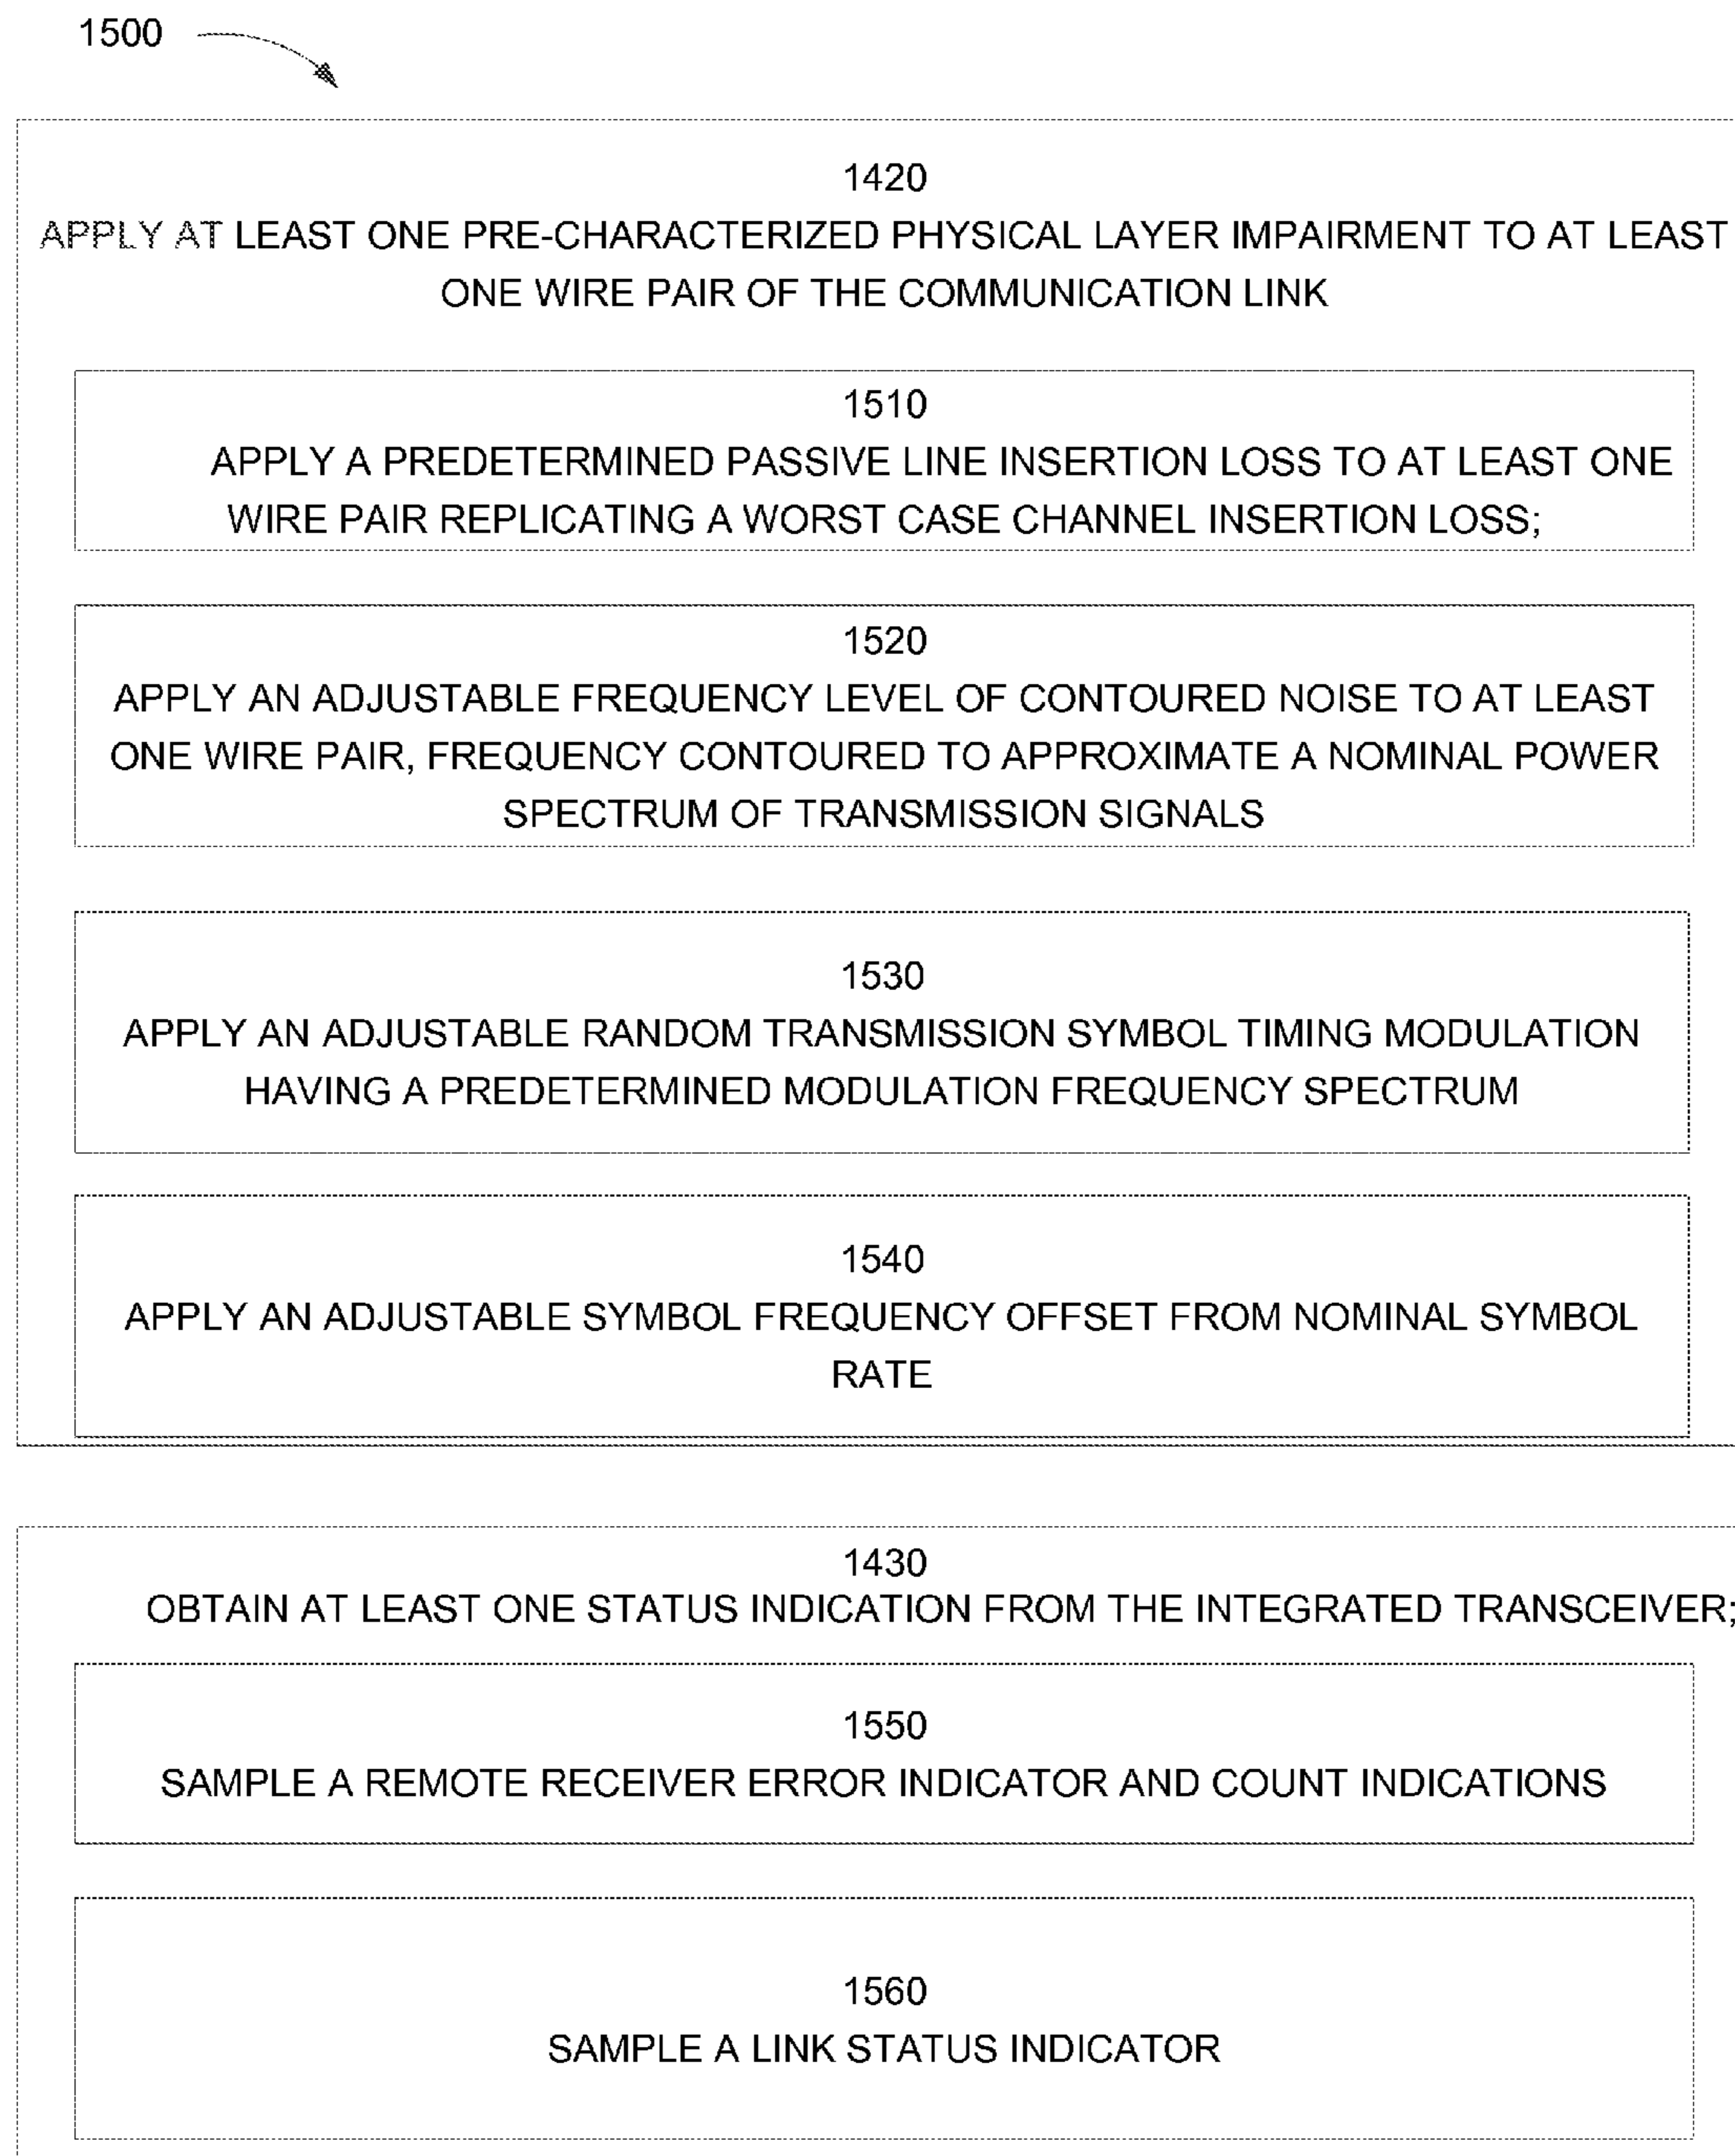 1500
1420
APPLY AT LEAST ONE PRE-CHARACTERIZED PHYSICAL LAYER IMPAIRMENT TO AT LEAST
ONE WIRE PAIR OF THE COMMUNICATION LINK
1510
APPLY A PREDETERMINED PASSIVE LINE INSERTION LOSS TO AT LEAST ONE
WIRE PAIR REPLICATING A WORST CASE CHANNEL INSERTION LOSS;
1520
APPLY AN ADJUSTABLE FREQUENCY LEVEL OF CONTOURED NOISE TO AT LEAST
ONE WIRE PAIR, FREQUENCY CONTOURED TO APPROXIMATE A NOMINAL POWER
SPECTRUM OF TRANSMISSION SIGNALS
1530
APPLY AN ADJUSTABLE RANDOM TRANSMISSION SYMBOL TIMING MODULATION
HAVING A PREDETERMINED MODULATION FREQUENCY SPECTRUM
1540
APPLY AN ADJUSTABLE SYMBOL FREQUENCY OFFSET FROM NOMINAL SYMBOL
RATE
1430
OBTAIN AT LEAST ONE STATUS INDICATION FROM THE INTEGRATED TRANSCEIVER;
1550
SAMPLE A REMOTE RECEIVER ERROR INDICATOR AND COUNT INDICATIONS
1560
SAMPLE A LINK STATUS INDICATOR